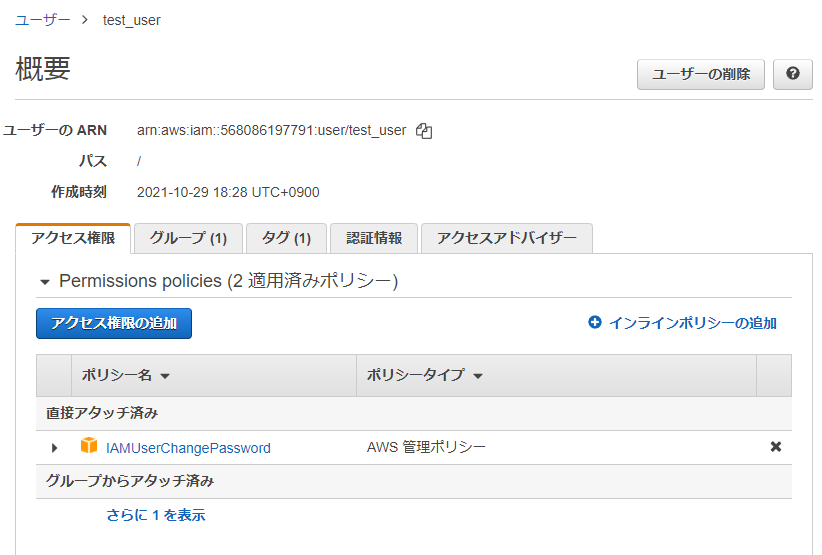 ユーザー > test_user
概要
ユーザーの削除
?
ユーザーの ARN arn:aws:iam::568086197791:user/test_user
パス /
作成時刻 2021-10-29 18:28 UTC+0900
アクセス権限 グループ (1) タグ (1) 認証情報 アクセスアドバイザー
Permissions policies (2 適用済みポリシー)
アクセス権限の追加 インラインポリシーの追加
ポリシー名 ポリシータイプ
直接アタッチ済み
IAMUserChangePassword AWS 管理ポリシー
グループからアタッチ済み
さらに 1 を表示